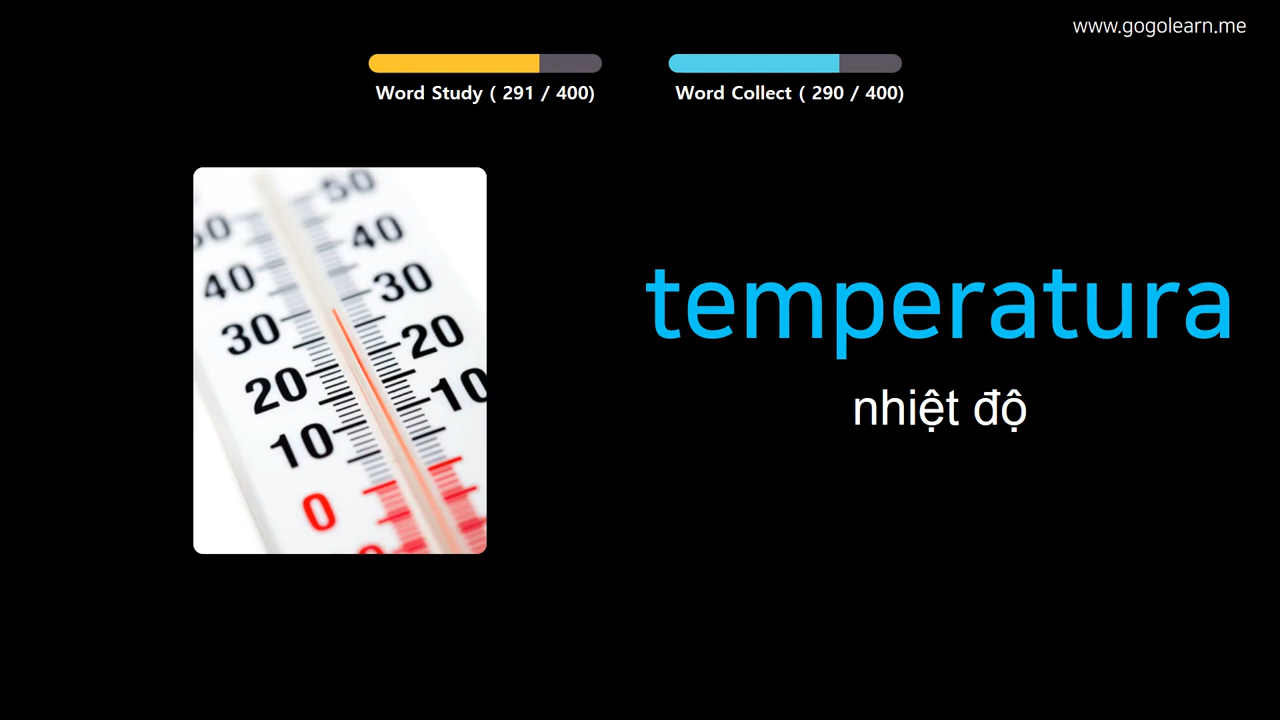 www.gogolearn.me
Word Study ( 291 / 400)
Word Collect ( 290 / 400)
50
50
40
40
30
30
20
20
10
10
0
temperatura
nhiệt độ